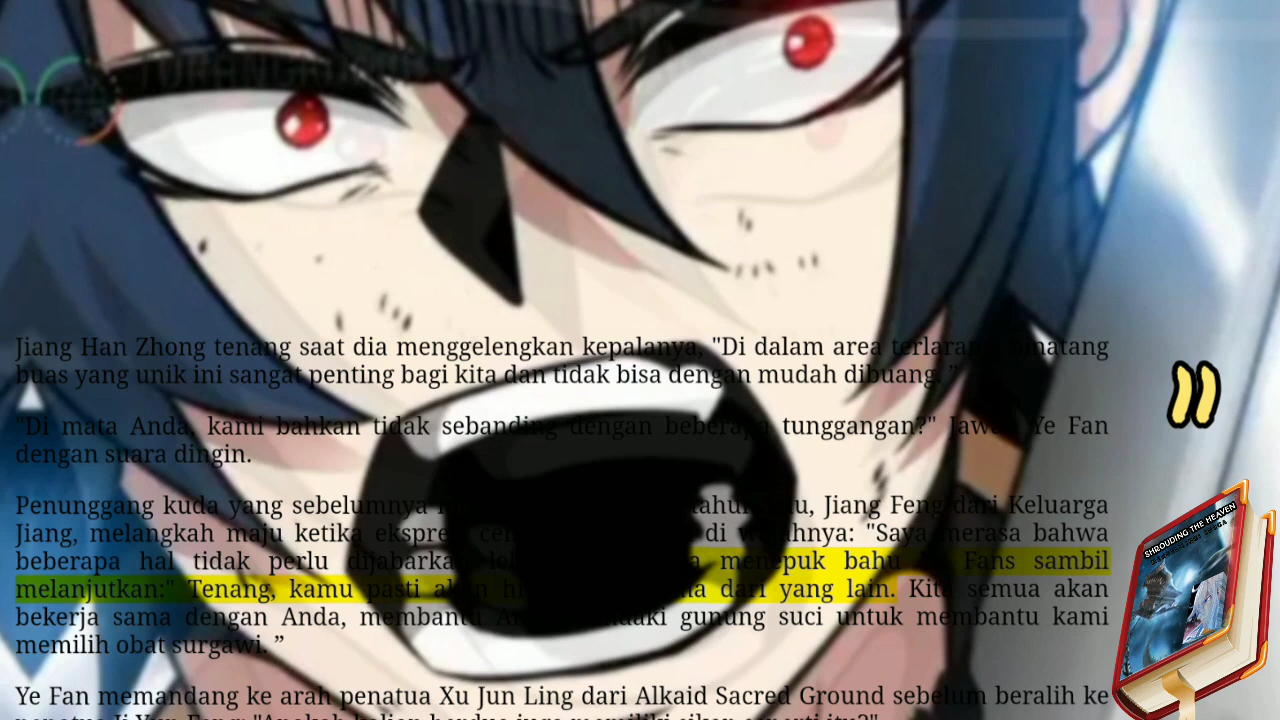 Jiang Han Zhong tenang saat dia menggelengkan kepalanya, "Di dalam area terlarang, binatang
buas yang unik ini sangat penting bagi kita dan tidak bisa dengan mudah dibuang. ”
"Di mata Anda, kami bahkan tidak sebanding dengan beberapa tunggangan?" Jawab Ye Fan
dengan suara dingin.
Penunggang kuda yang sebelumnya tahun lalu, Jiang Feng dari Keluarga
Jiang, melangkah maju ketika ekspresi di wajahnya: "Saya merasa bahwa
beberapa hal tidak perlu dijabarkan menepuk bahu Fans sambil
melanjutkan:" Tenang, kamu pasti akan dari yang lain. Kita semua akan
bekerja sama dengan Anda, membantu gunung suci untuk membantu kami
memilih obat surgawi. ”
Ye Fan memandang ke arah penatua Xu Jun Ling dari Alkaid Sacred Ground sebelum beralih ke
SHROUDING THE HEAVEN